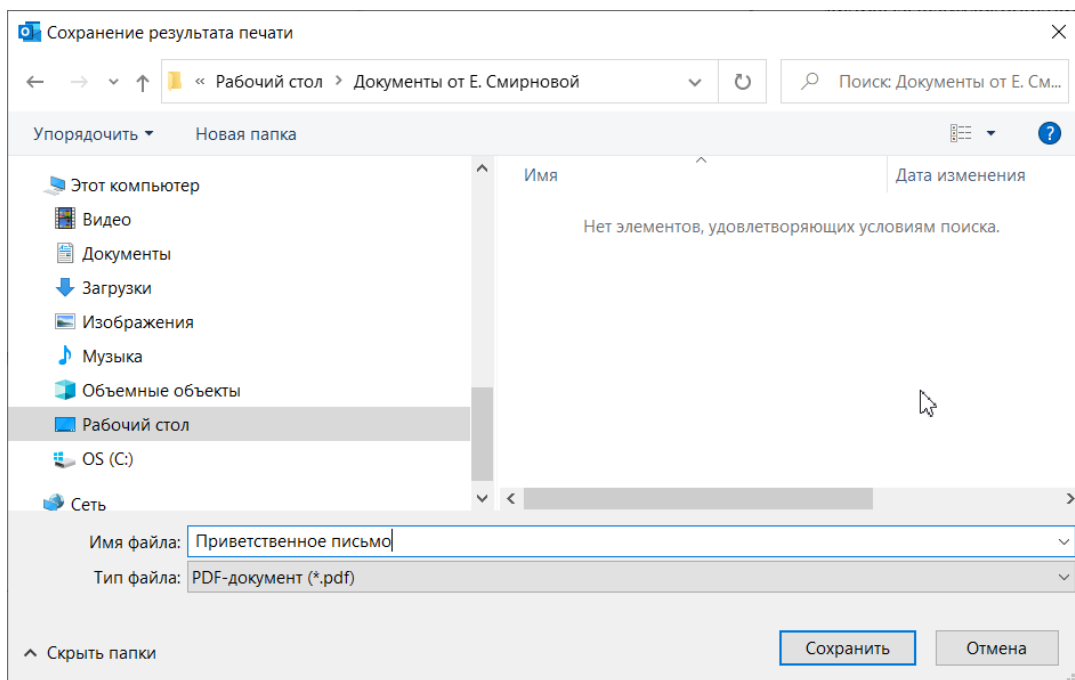 Сохранение результата печати
« Рабочий стол > Документы от Е. Смирновой
Поиск: Документы от Е. См...
Упорядочить Новая папка
Этот компьютер
Видео
Документы
Загрузки
Изображения
Музыка
Объемные объекты
Рабочий стол
OS (C:)
Сеть
Имя Дата изменения
Нет элементов, удовлетворяющих условиям поиска.
Имя файла: Приветственное письмо
Тип файла: PDF-документ (*.pdf)
Скрыть папки
Сохранить Отмена